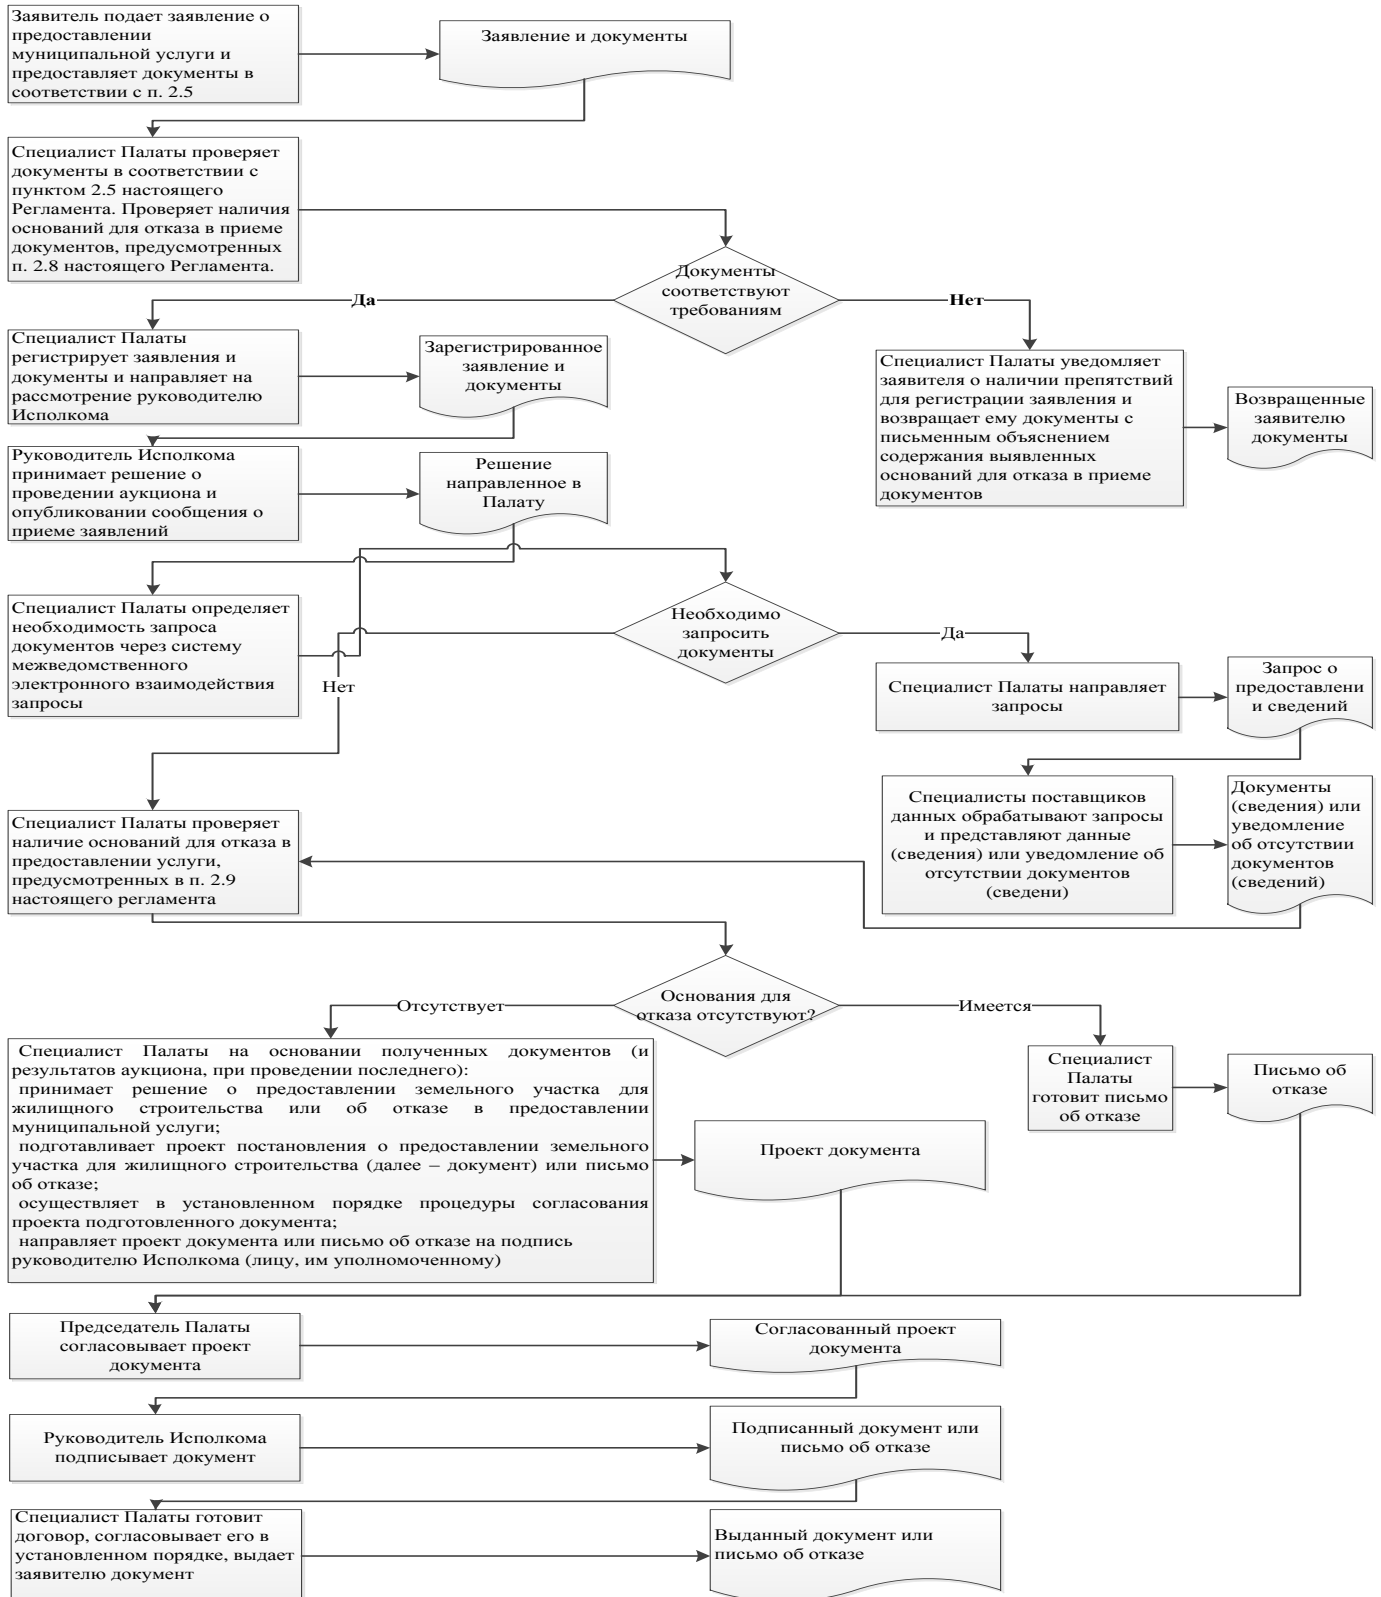 Заявитель подает заявление о
предоставлении
муниципальной услуги и
предоставляет документы в
соответствии с п. 2.5
Заявление и документы
Специалист Палаты проверяет
документы в соответствии с
пунктом 2.5 настоящего
Регламента. Проверяет наличия
оснований для отказа в приеме
документов, предусмотренных
п. 2.8 настоящего Регламента.
Документы
соответствуют
требованиям
Да
Нет
Специалист Палаты
регистрирует заявления и
документы и направляет на
рассмотрение руководителю
Исполкома
Зарегистрированное
заявление и
документы
Специалист Палаты уведомляет
заявителя о наличии препятствий
для регистрации заявления и
возвращает ему документы с
письменным объяснением
содержания выявленных
оснований для отказа в приеме
документов
Возвращенные
заявителю
документы
Руководитель Исполкома
принимает решение о
проведении аукциона и
опубликовании сообщения о
приеме заявлений
Решение
направленное в
Палату
Специалист Палаты определяет
необходимость запроса
документов через систему
межведомственного
электронного взаимодействия
запросы
Необходимо
запросить
документы
Да
Нет
Специалист Палаты направляет
запросы
Запрос о
предоставлени
и сведений
Специалисты поставщиков
данных обрабатывают запросы
и представляют данные
(сведения) или уведомление об
отсутствии документов
(сведени)
Документы
(сведения) или
уведомление
об отсутствии
документов
(сведений)
Специалист Палаты проверяет
наличие оснований для отказа в
предоставлении услуги,
предусмотренных в п. 2.9
настоящего регламента
Основания для
отказа отсутствуют?
Отсутствует
Имеется
Специалист Палаты на основании полученных документов (и
результатов аукциона, при проведении последнего):
принимает решение о предоставлении земельного участка для
жилищного строительства или об отказе в предоставлении
муниципальной услуги;
подготавливает проект постановления о предоставлении земельного
участка для жилищного строительства (далее – документ) или письмо
об отказе;
осуществляет в установленном порядке процедуры согласования
проекта подготовленного документа;
направляет проект документа или письмо об отказе на подпись
руководителю Исполкома (лицу, им уполномоченному)
Проект документа
Специалист
Палаты
готовит письмо
об отказе
Письмо об
отказе
Председатель Палаты
согласовывает проект
документа
Согласованный проект
документа
Руководитель Исполкома
подписывает документ
Подписанный документ или
письмо об отказе
Специалист Палаты готовит
договор, согласовывает его в
установленном порядке, выдает
заявителю документ
Выданный документ или
письмо об отказе